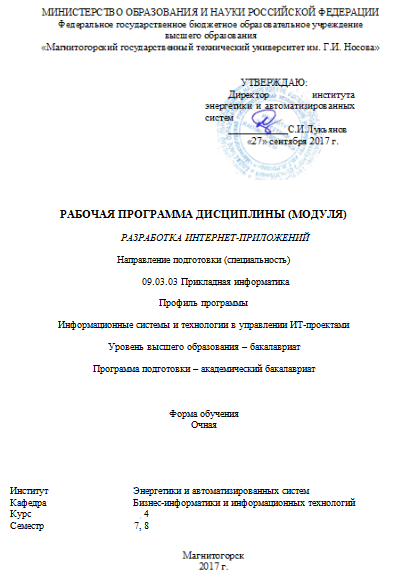 МИНИСТЕРСТВО ОБРАЗОВАНИЯ И НАУКИ РОССИЙСКОЙ ФЕДЕРАЦИИ
Федеральное государственное бюджетное образовательное учреждение
высшего образования
«Магнитогорский государственный технический университет им. Г.И. Носова»
УТВЕРЖДАЮ:
Директор института
энергетики и автоматизированных
систем
С.И.Лукьянов
«27» сентября 2017 г.
РАБОЧАЯ ПРОГРАММА ДИСЦИПЛИНЫ (МОДУЛЯ)
РАЗРАБОТКА ИНТЕРНЕТ-ПРИЛОЖЕНИЙ
Направление подготовки (специальность)
09.03.03 Прикладная информатика
Профиль программы
Информационные системы и технологии в управлении ИТ-проектами
Уровень высшего образования – бакалавриат
Программа подготовки – академический бакалавриат
Форма обучения
Очная
Институт Энергетики и автоматизированных систем
Кафедра Бизнес-информатики и информационных технологий
Курс 4
Семестр 7, 8
Магнитогорск
2017 г.